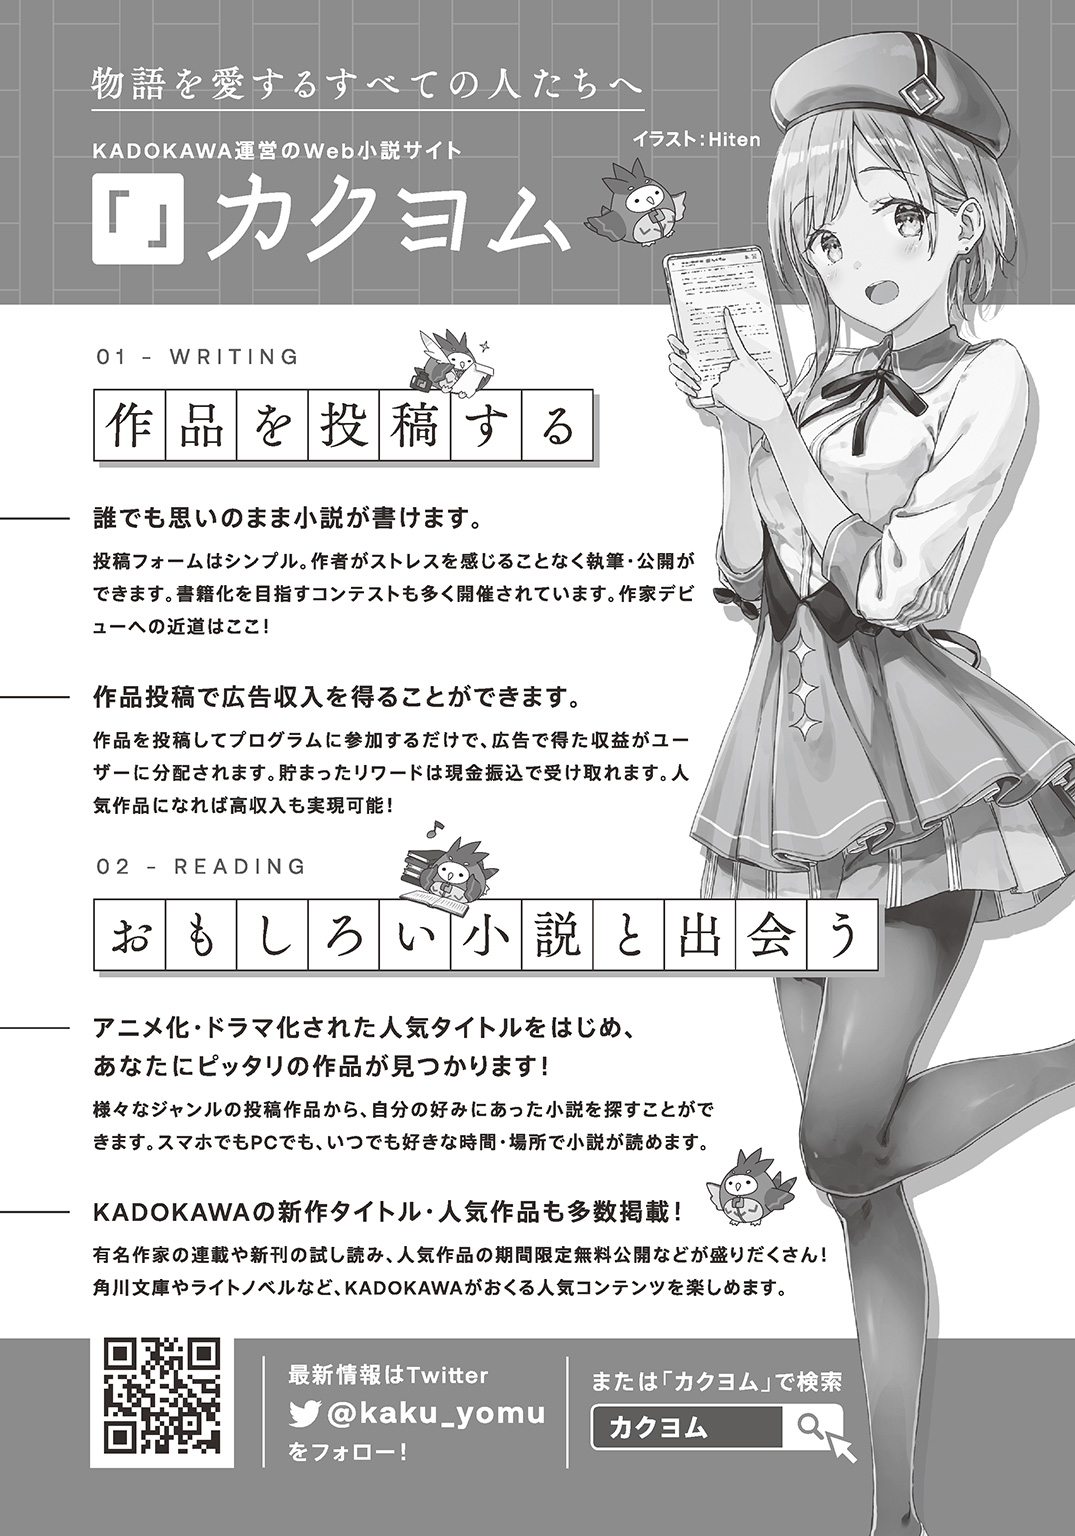 物語を愛するすべての人たちへ
イラスト：Hiten
KADOKAWA運営のWeb小説サイト
『』カクヨム
01 - WRITING
作品を投稿する
誰でも思いのまま小説が書けます。
投稿フォームはシンプル。作者がストレスを感じることなく執筆・公開が
できます。書籍化を目指すコンテストも多く開催されています。作家デビ
ューへの近道はここ！
作品投稿で広告収入を得ることができます。
作品を投稿してプログラムに参加するだけで、広告で得た収益がユー
ザーに分配されます。貯まったリワードは現金振込で受け取れます。人
気作品になれば高収入も実現可能！
02 - READING
おもしろい小説と出会う
アニメ化・ドラマ化された人気タイトルをはじめ、
あなたにピッタリの作品が見つかります！
様々なジャンルの投稿作品から、自分の好みにあった小説を探すことがで
きます。スマホでもPCでも、いつでも好きな時間・場所で小説が読めます。
KADOKAWAの新作タイトル・人気作品も多数掲載！
有名作家の連載や新刊の試し読み、人気作品の期間限定無料公開などが盛りだくさん！
角川文庫やライトノベルなど、KADOKAWAがおくる人気コンテンツを楽しめます。
最新情報はTwitter
@kaku_yomu
をフォロー！
または「カクヨム」で検索
カクヨム